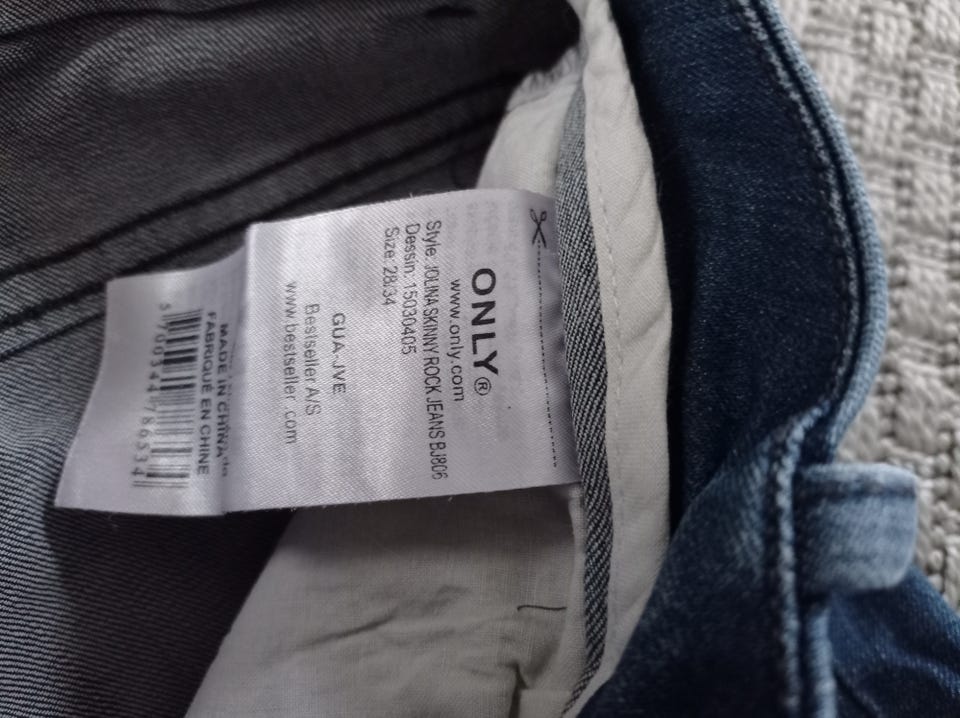 ONLY®
www.only.com
Style: JOLINA SKINNY ROCK JEANS BJ806
Dessin: 15030405
Size: 28/34
GUA-JVE
Bestseller A/S
www.bestseller.com
MADE IN CHINA
FABRIQUÉ EN CHINE